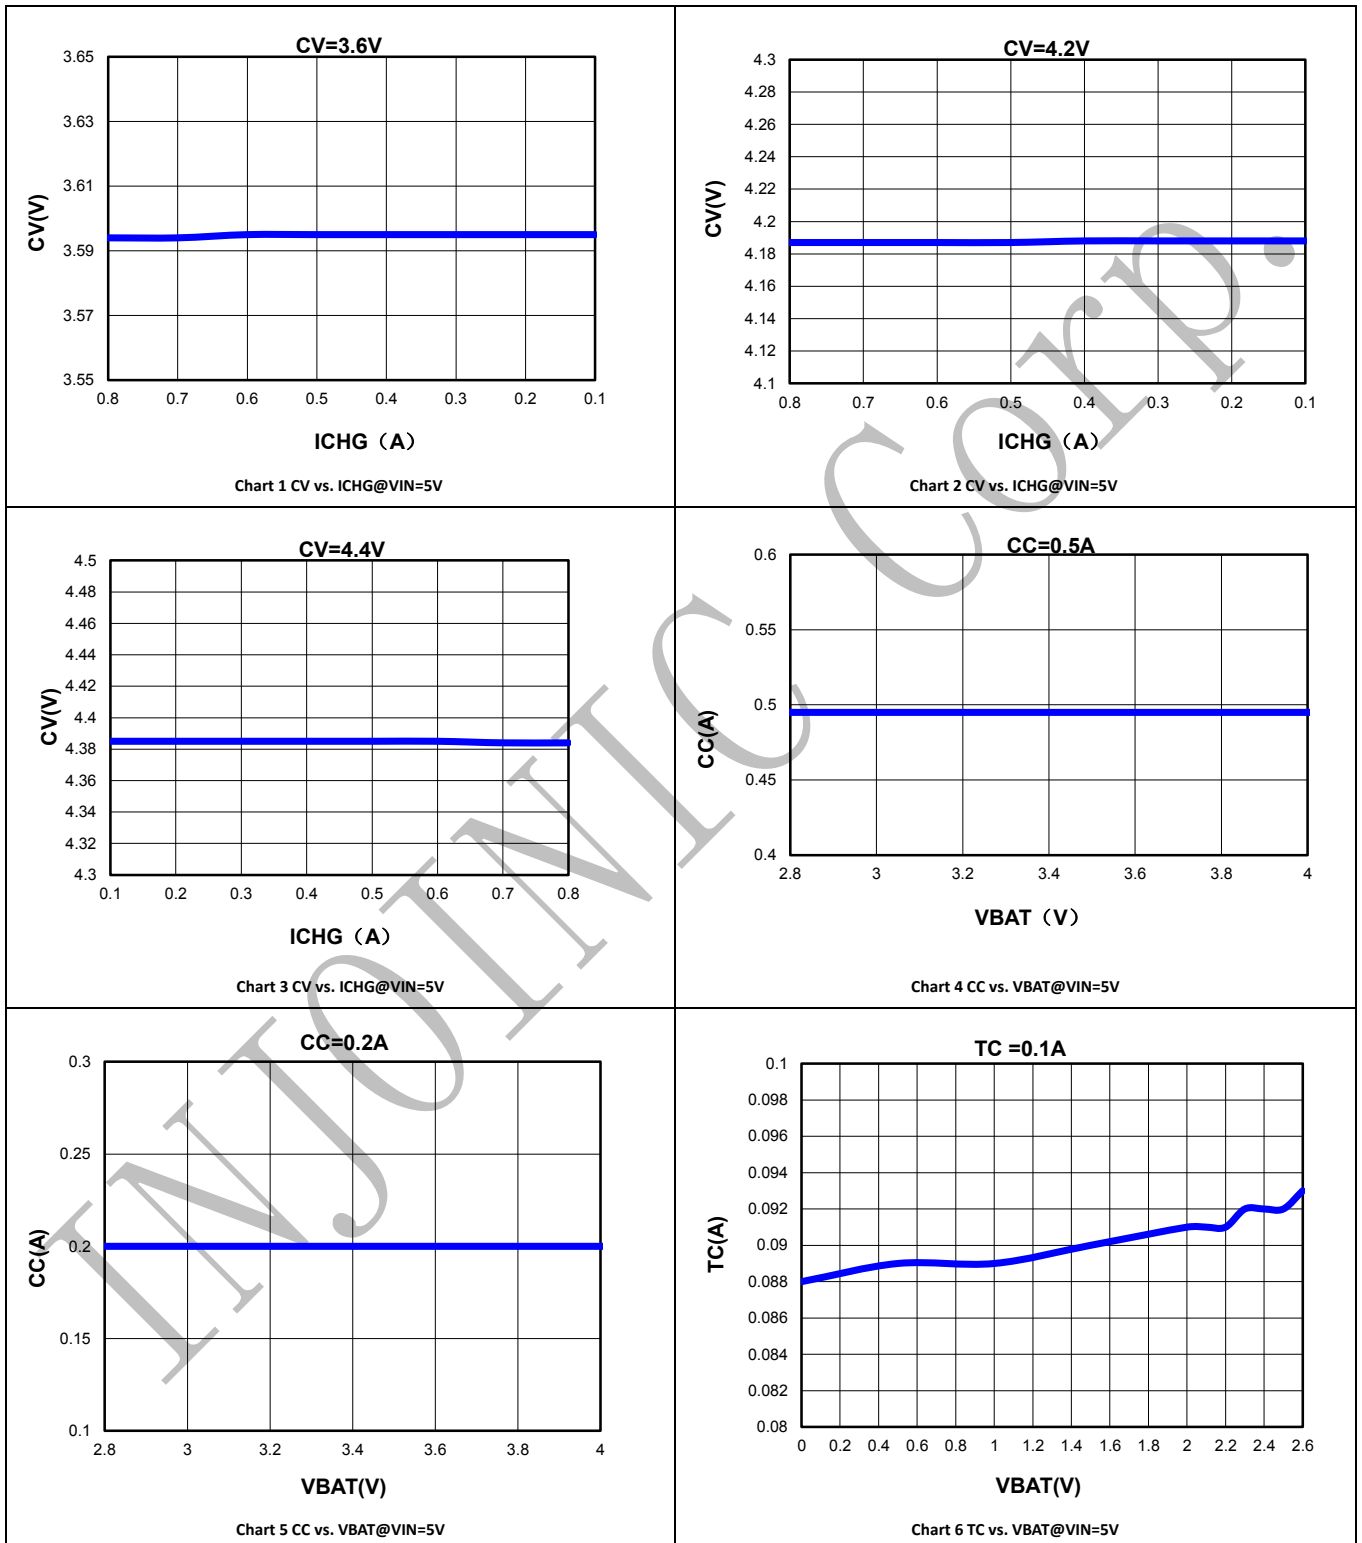 CV=3.6V
3.65
3.63
3.61
3.59
3.57
3.55
CV(V)
0.8 0.7 0.6 0.5 0.4 0.3 0.2 0.1
ICHG（A）
Chart 1 CV vs. ICHG@VIN=5V
CV=4.2V
4.3
4.28
4.26
4.24
4.22
4.2
4.18
4.16
4.14
4.12
4.1
CV(V)
0.8 0.7 0.6 0.5 0.4 0.3 0.2 0.1
ICHG（A）
Chart 2 CV vs. ICHG@VIN=5V
CV=4.4V
4.5
4.48
4.46
4.44
4.42
4.4
4.38
4.36
4.34
4.32
4.3
CV(V)
0.1 0.2 0.3 0.4 0.5 0.6 0.7 0.8
ICHG（A）
Chart 3 CV vs. ICHG@VIN=5V
CC=0.5A
0.6
0.55
0.5
0.45
0.4
CC(A)
2.8 3 3.2 3.4 3.6 3.8 4
VBAT（V）
Chart 4 CC vs. VBAT@VIN=5V
CC=0.2A
0.3
0.25
0.2
0.15
0.1
CC(A)
2.8 3 3.2 3.4 3.6 3.8 4
VBAT(V)
Chart 5 CC vs. VBAT@VIN=5V
TC =0.1A
0.1
0.098
0.096
0.094
0.092
0.09
0.088
0.086
0.084
0.082
0.08
TC(A)
0 0.2 0.4 0.6 0.8 1 1.2 1.4 1.6 1.8 2 2.2 2.4 2.6
VBAT(V)
Chart 6 TC vs. VBAT@VIN=5V
INJOINIC Corp.